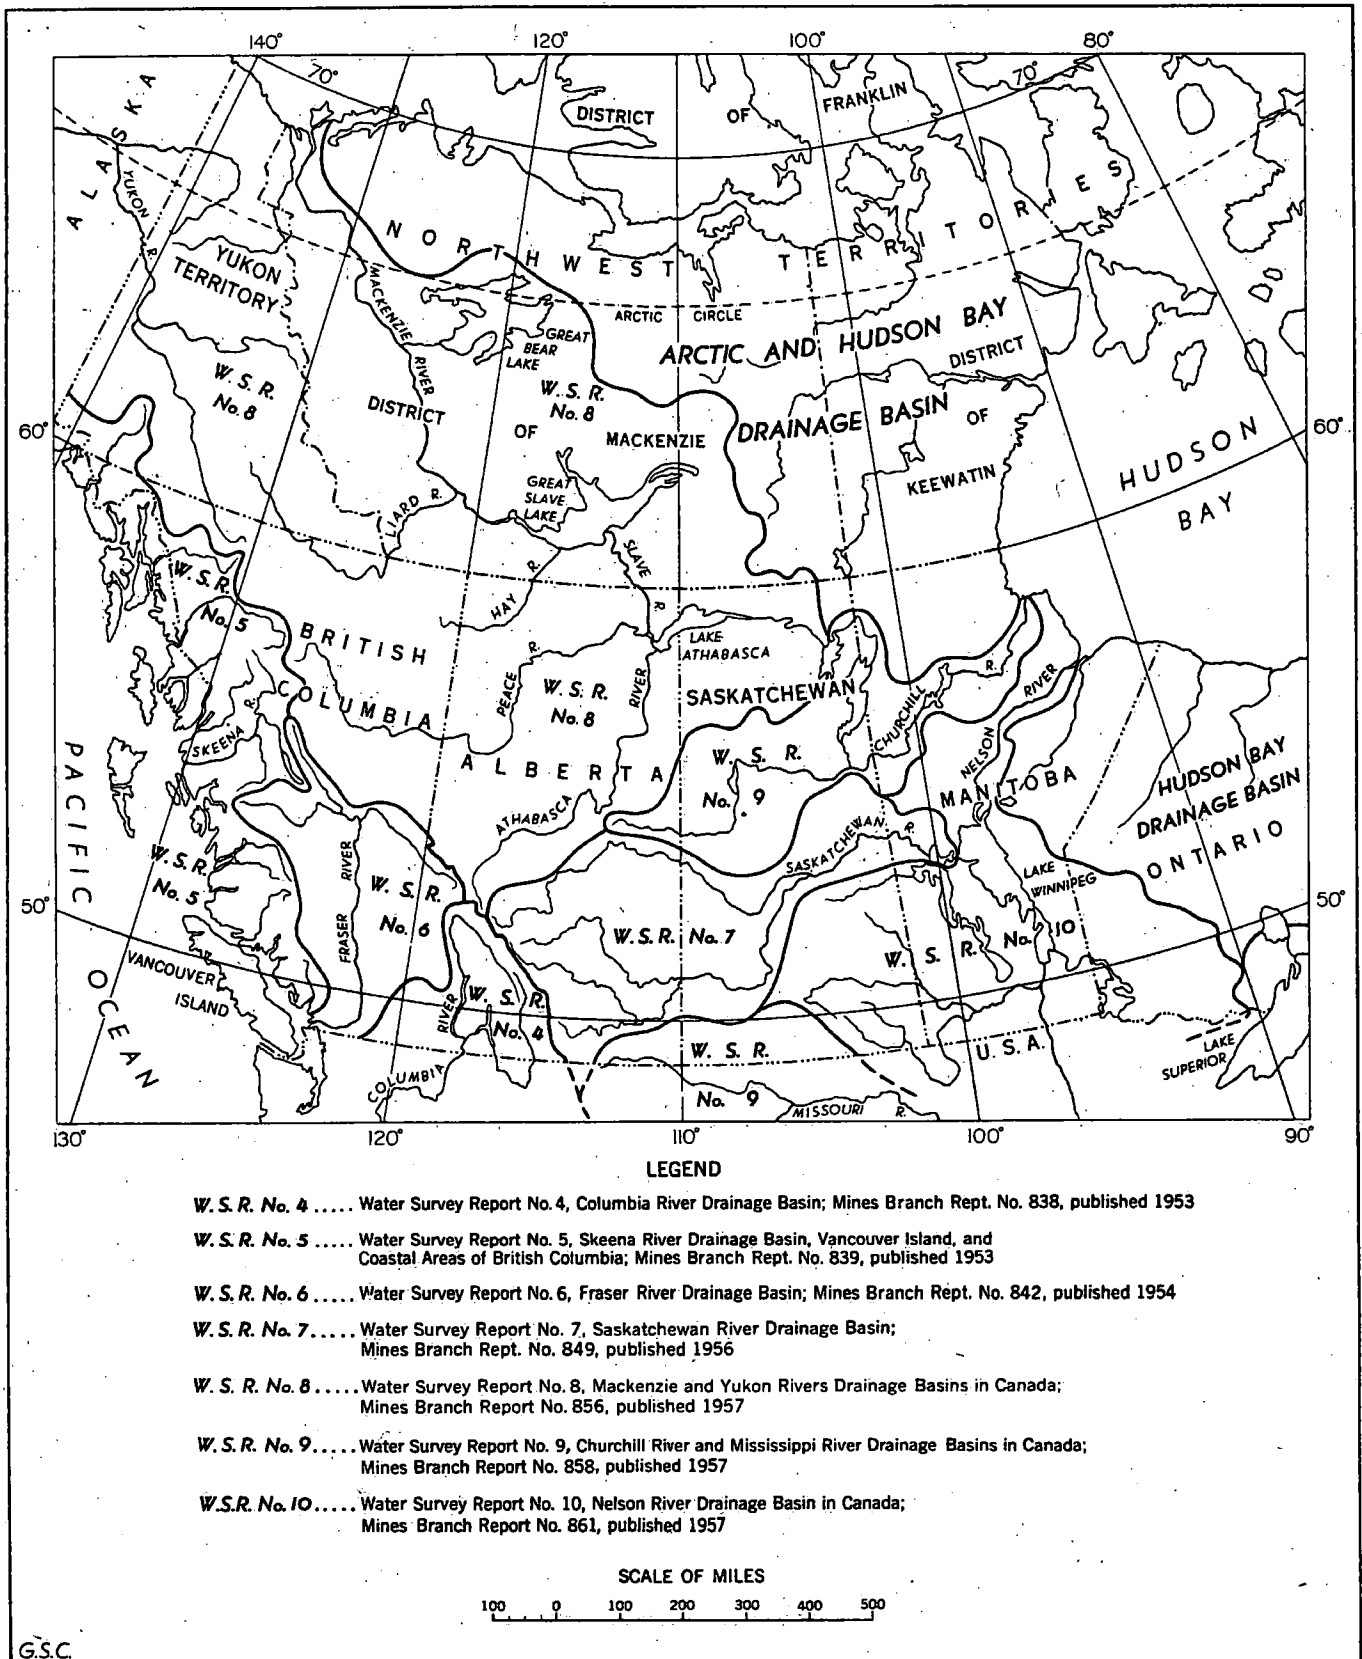 140° 120° 100° 80°
70° 70°
ALASKA
YUKON R.
YUKON
TERRITORY
DISTRICT OF FRANKLIN
NORTHWEST TERRITORIES
MACKENZIE RIVER
ARCTIC CIRCLE
GREAT
BEAR
LAKE
ARCTIC AND HUDSON BAY
DRAINAGE BASIN
W. S. R.
No. 8
W. S. R.
No. 8
DISTRICT
OF
MACKENZIE
DISTRICT
OF
KEEWATIN
60° 60°
HUDSON
BAY
GREAT
SLAVE
LAKE
LIARD R.
SLAVE R.
HAY R.
W. S. R.
No. 5
BRITISH
COLUMBIA
LAKE
ATHABASCA
PEACE R.
W. S. R.
No. 8
RIVER
SASKATCHEWAN
CHURCHILL R.
NELSON RIVER
SKEENA R.
ALBERTA
ATHABASCA
W. S. R.
No. 9
MANITOBA
HUDSON BAY
DRAINAGE BASIN
ONTARIO
PACIFIC
OCEAN
SASKATCHEWAN R.
W. S. R.
No. 5
FRASER RIVER
W. S. R.
No. 6
LAKE
WINNIPEG
50° 50°
W. S. R. No. 7
W. S. R. No. 10
VANCOUVER
ISLAND
COLUMBIA RIVER
W. S. R.
No. 4
W. S. R.
No. 9
U.S.A.
LAKE
SUPERIOR
MISSOURI R.
130° 120° 110° 100° 90°
LEGEND
W. S. R. No. 4 ..... Water Survey Report No. 4, Columbia River Drainage Basin; Mines Branch Rept. No. 838, published 1953
W. S. R. No. 5 ..... Water Survey Report No. 5, Skeena River Drainage Basin, Vancouver Island, and
Coastal Areas of British Columbia; Mines Branch Rept. No. 839, published 1953
W. S. R. No. 6 ..... Water Survey Report No. 6, Fraser River Drainage Basin; Mines Branch Rept. No. 842, published 1954
W. S. R. No. 7 ..... Water Survey Report No. 7, Saskatchewan River Drainage Basin;
Mines Branch Rept. No. 849, published 1956
W. S. R. No. 8 ..... Water Survey Report No. 8, Mackenzie and Yukon Rivers Drainage Basins in Canada;
Mines Branch Report No. 856, published 1957
W. S. R. No. 9 ..... Water Survey Report No. 9, Churchill River and Mississippi River Drainage Basins in Canada;
Mines Branch Report No. 858, published 1957
W.S.R. No. 10 ..... Water Survey Report No. 10, Nelson River Drainage Basin in Canada;
Mines Branch Report No. 861, published 1957
SCALE OF MILES
100 0 100 200 300 400 500
G.S.C.